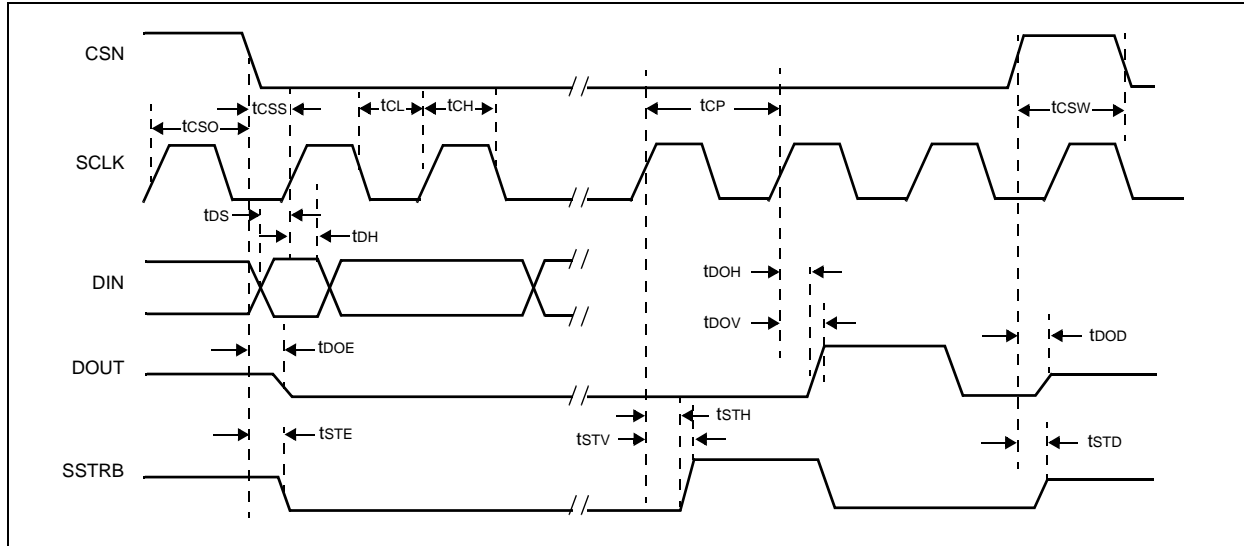 CSN
tCSS
tCL
tCH
tCP
tCSW
tCSO
SCLK
tDS
tDH
DIN
tDOH
tDOV
tDOE
tDOD
DOUT
tSTH
tSTE
tSTV
tSTD
SSTRB